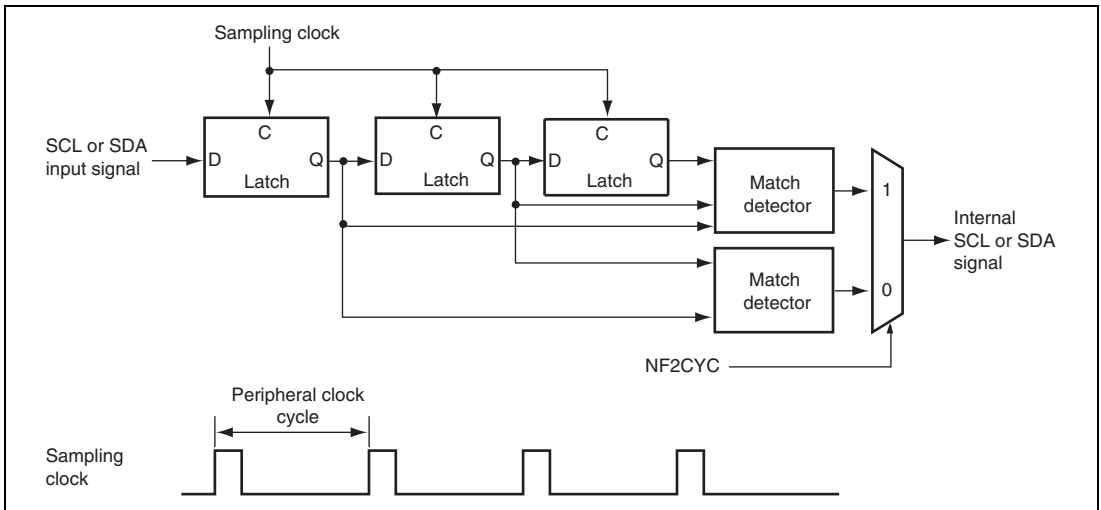 Sampling clock
SCL or SDA
input signal
C
D
Q
Latch
C
D
Q
Latch
C
D
Q
Latch
Match
detector
1
Match
detector
0
Internal
SCL or SDA
signal
NF2CYC
Peripheral clock
cycle
Sampling
clock